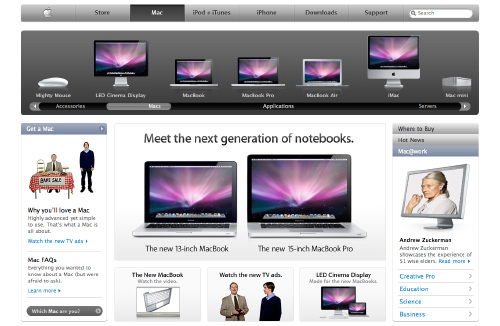 Store
Mac
iPod + iTunes
iPhone
Downloads
Support
Search
Mighty Mouse
LED Cinema Display
MacBook
MacBook Pro
MacBook Air
iMac
Mac mini
Accessories
Macs
Applications
Servers
Get a Mac
BAKE SALE
Why you'll love a Mac
Highly advanced yet simple
to use. That's what a Mac is
all about.
Watch the new TV ads
Mac FAQs
Everything you wanted to
know about a Mac (but were
afraid to ask).
Learn more
Which Mac are you?
Meet the next generation of notebooks.
The new 13-inch MacBook
The new 15-inch MacBook Pro
The New MacBook
Watch the video.
Watch the new TV ads.
LED Cinema Display
Made for the new MacBooks.
Where to Buy
Hot News
Mac@work
Andrew Zuckerman
Andrew Zuckerman
showcases the experience of
51 wise elders. Read more
Creative Pro
Education
Science
Business